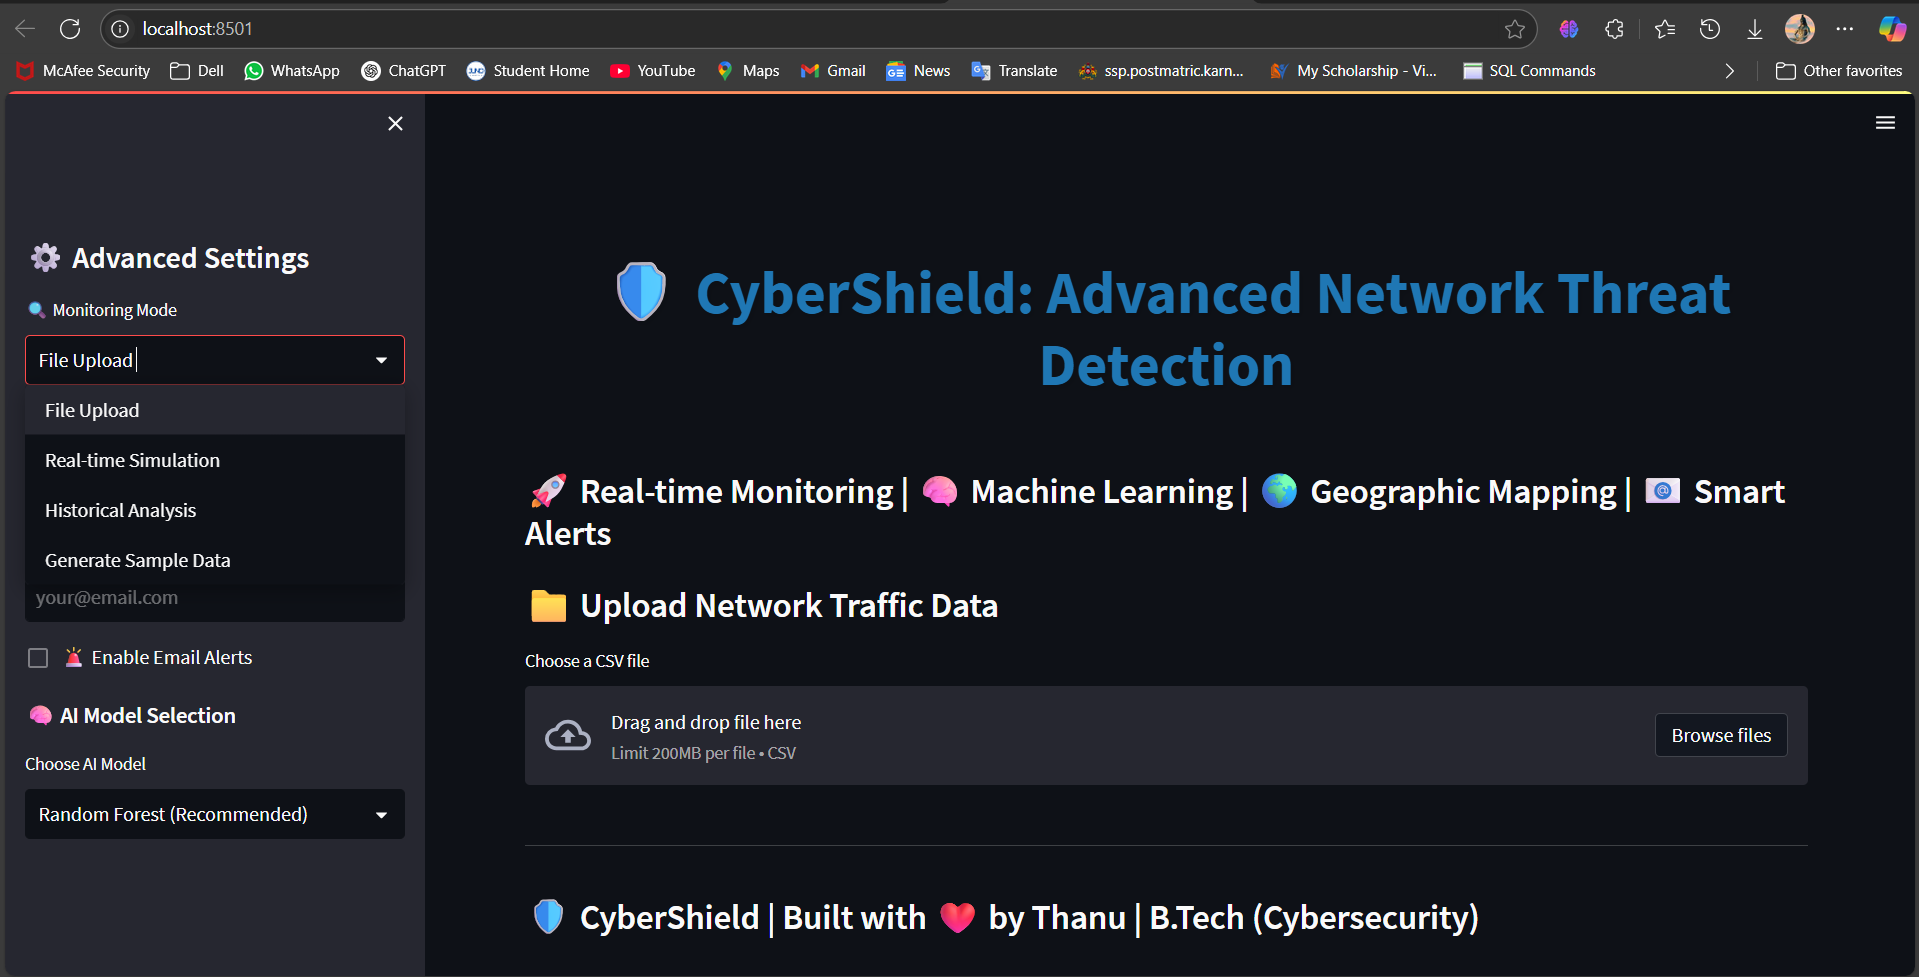 localhost:8501
McAfee Security Dell WhatsApp ChatGPT Student Home YouTube Maps Gmail News Translate ssp.postmatric.karn... My Scholarship - Vi... SQL Commands Other favorites
Advanced Settings
Monitoring Mode
File Upload
File Upload
Real-time Simulation
Historical Analysis
Generate Sample Data
your@email.com
Enable Email Alerts
AI Model Selection
Choose AI Model
Random Forest (Recommended)
CyberShield: Advanced Network Threat
Detection
Real-time Monitoring | Machine Learning | Geographic Mapping | Smart
Alerts
Upload Network Traffic Data
Choose a CSV file
Drag and drop file here
Limit 200MB per file • CSV
Browse files
CyberShield | Built with ❤️ by Thanu | B.Tech (Cybersecurity)